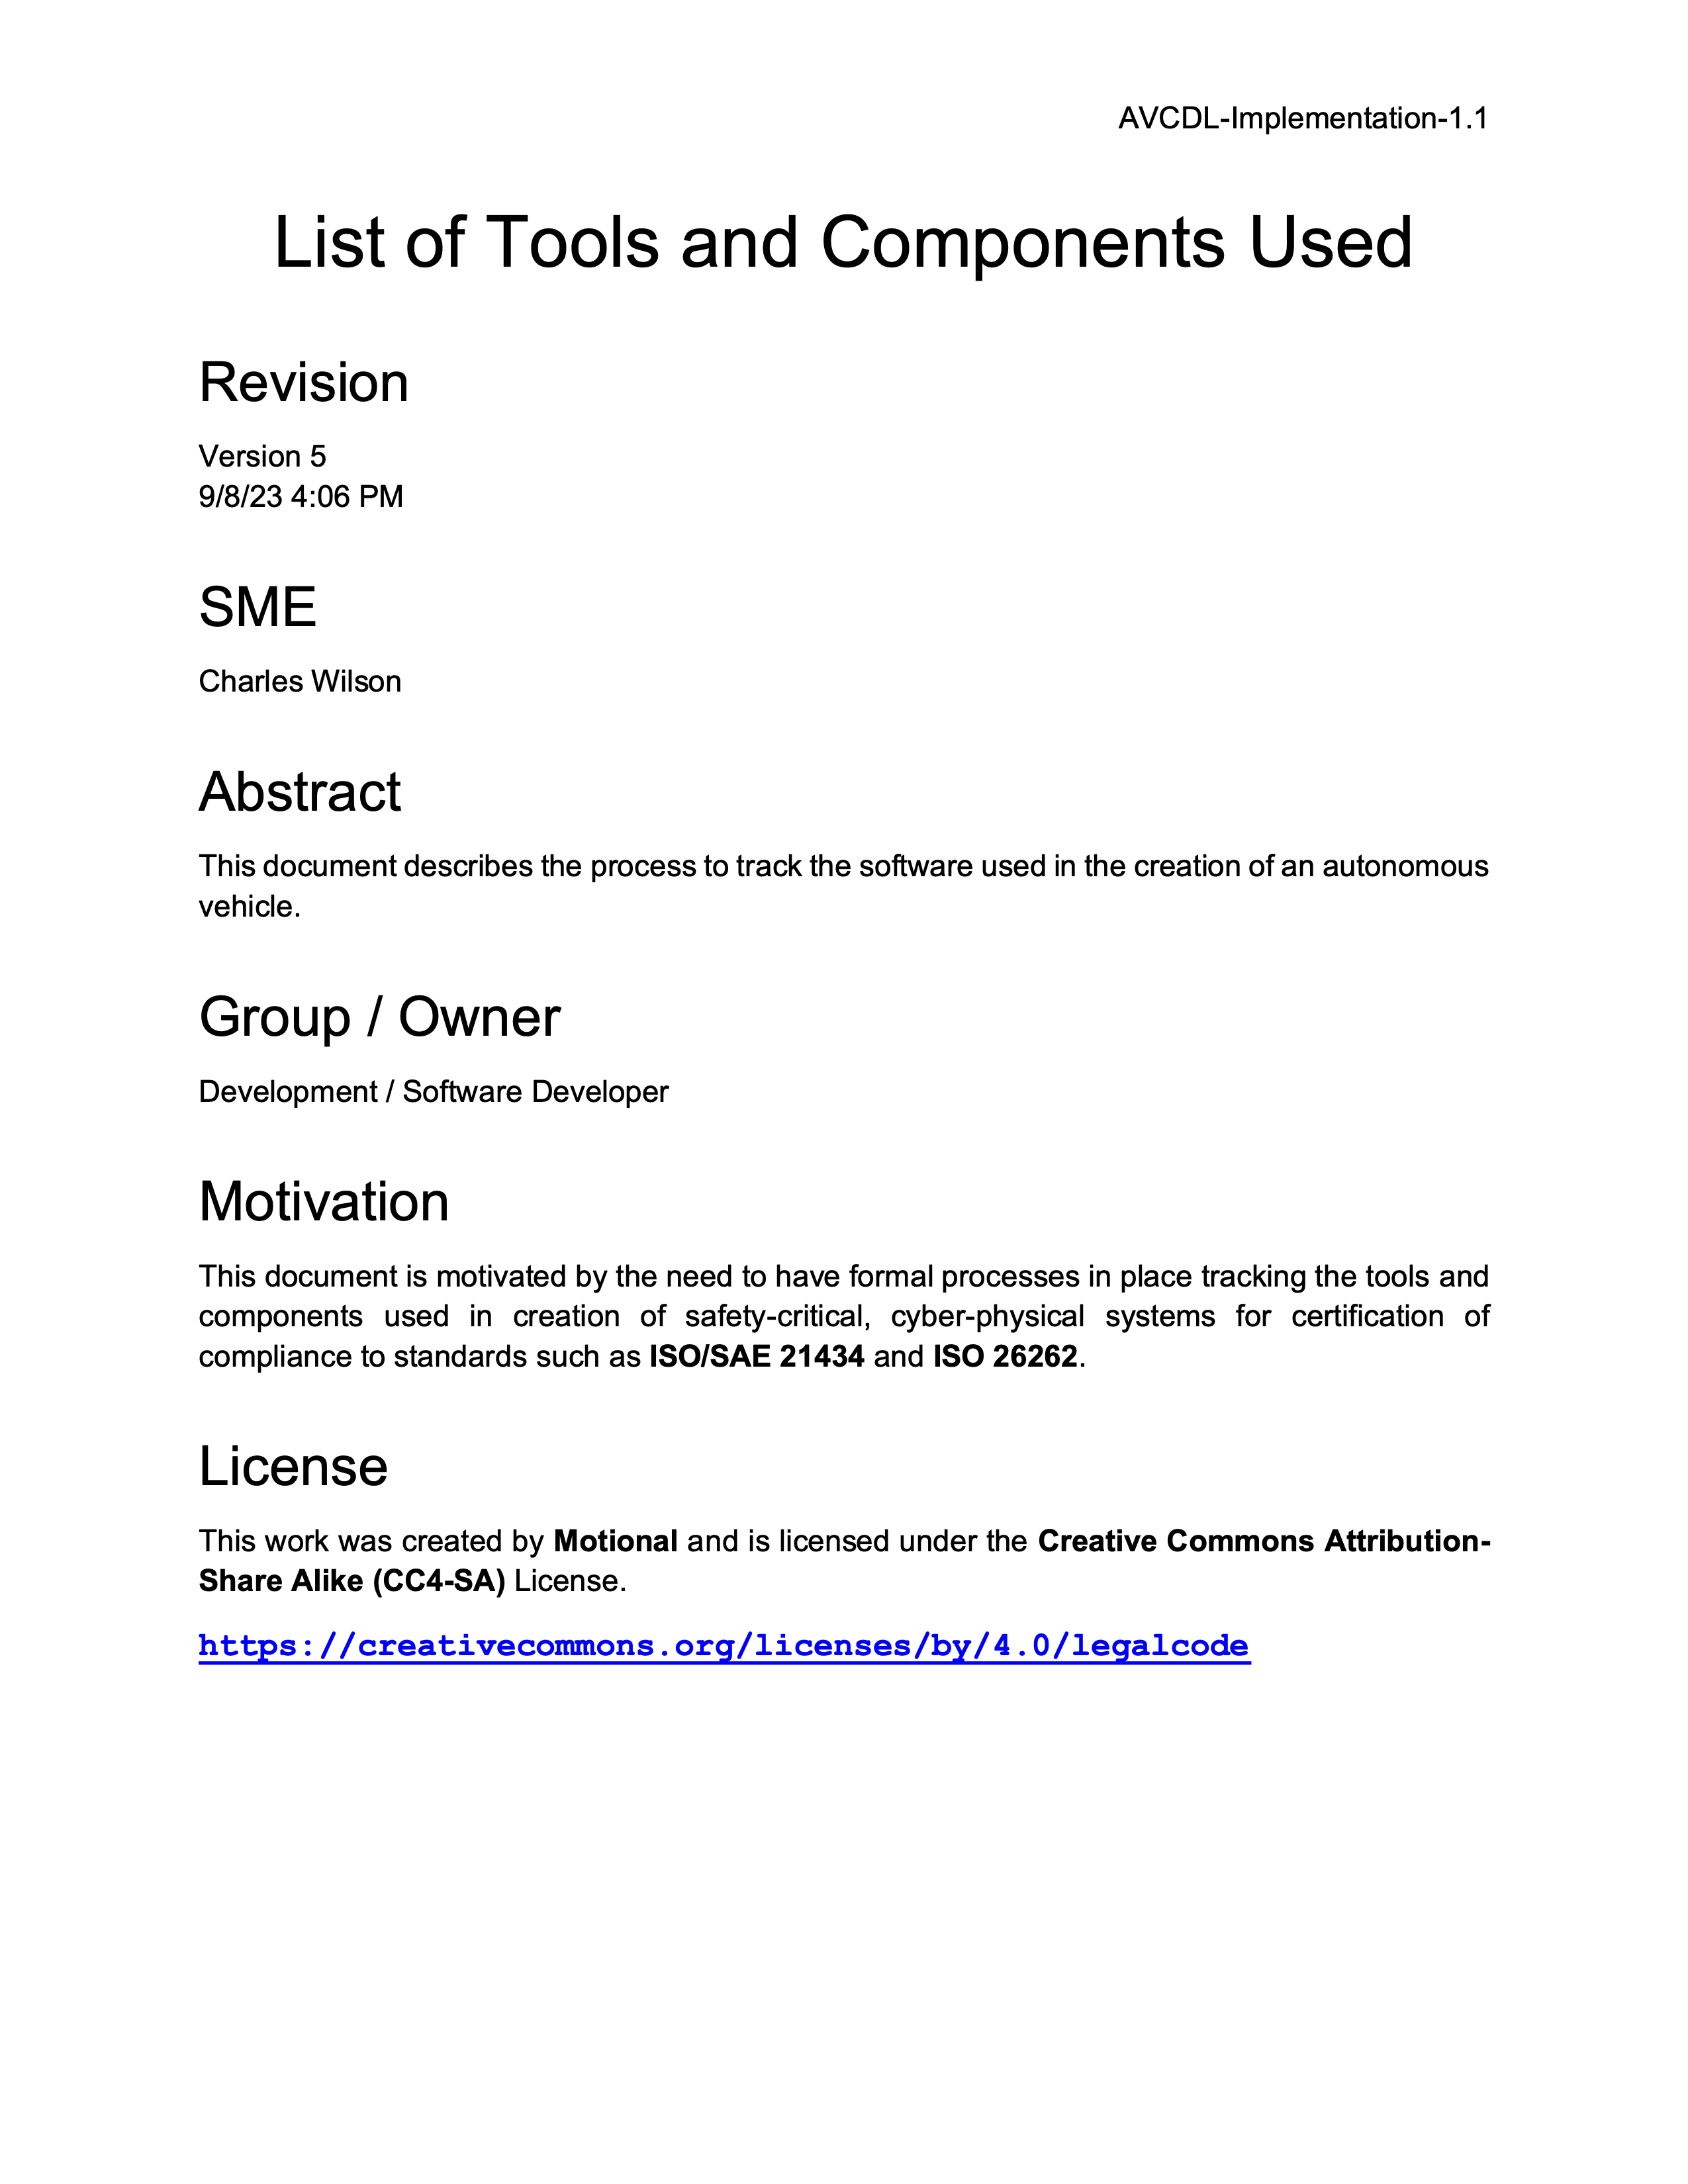 AVCDL-Implementation-1.1
List of Tools and Components Used
Revision
Version 5
9/8/23 4:06 PM
SME
Charles Wilson
Abstract
This document describes the process to track the software used in the creation of an autonomous
vehicle.
Group / Owner
Development / Software Developer
Motivation
This document is motivated by the need to have formal processes in place tracking the tools and
components used in creation of safety-critical, cyber-physical systems for certification of
compliance to standards such as ISO/SAE 21434 and ISO 26262.
License
This work was created by Motional and is licensed under the Creative Commons Attribution-
Share Alike (CC4-SA) License.
https://creativecommons.org/licenses/by/4.0/legalcode